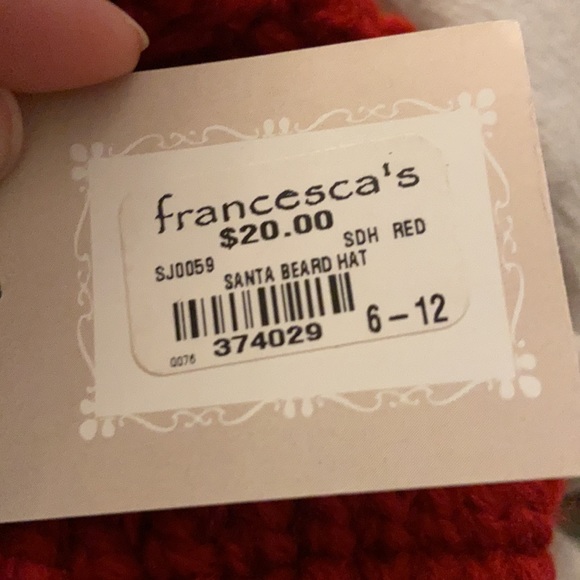 francesca's
$20.00
SJ0059 SDH RED
SANTA BEARD HAT
374029 6-12
0076